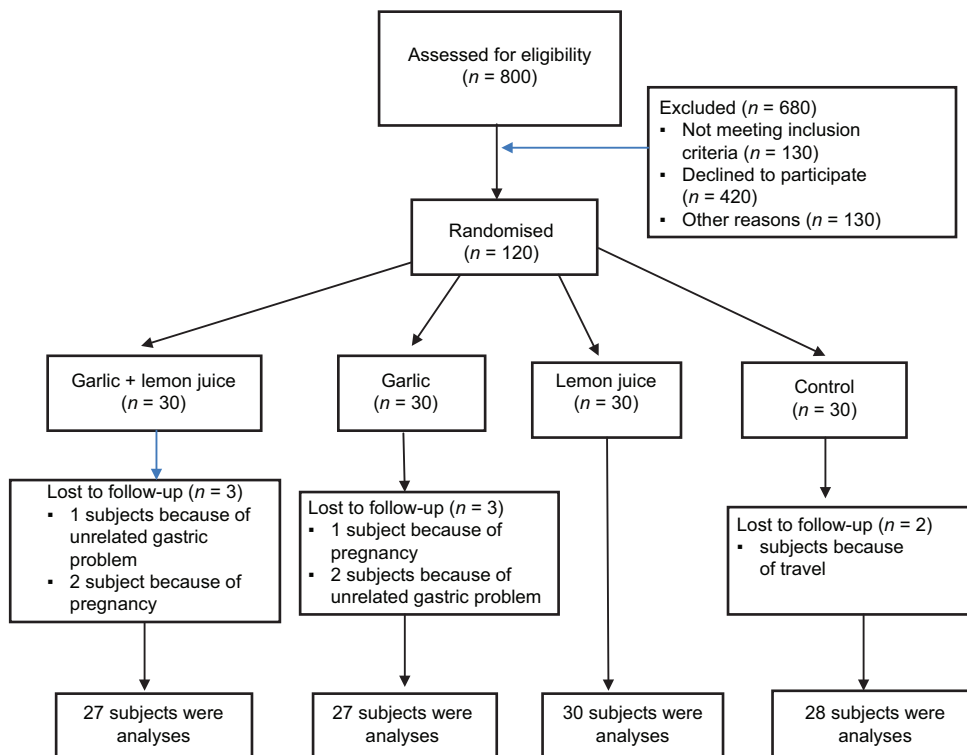 Assessed for eligibility
(n = 800)
Excluded (n = 680)
▪ Not meeting inclusion
criteria (n = 130)
▪ Declined to participate
(n = 420)
▪ Other reasons (n = 130)
Randomised
(n = 120)
Garlic + lemon juice
(n = 30)
Garlic
(n = 30)
Lemon juice
(n = 30)
Control
(n = 30)
Lost to follow-up (n = 3)
▪ 1 subjects because of
unrelated gastric
problem
▪ 2 subject because of
pregnancy
Lost to follow-up (n = 3)
▪ 1 subject because of
pregnancy
▪ 2 subjects because of
unrelated gastric problem
Lost to follow-up (n = 2)
▪ subjects because
of travel
27 subjects were
analyses
27 subjects were
analyses
30 subjects were
analyses
28 subjects were
analyses